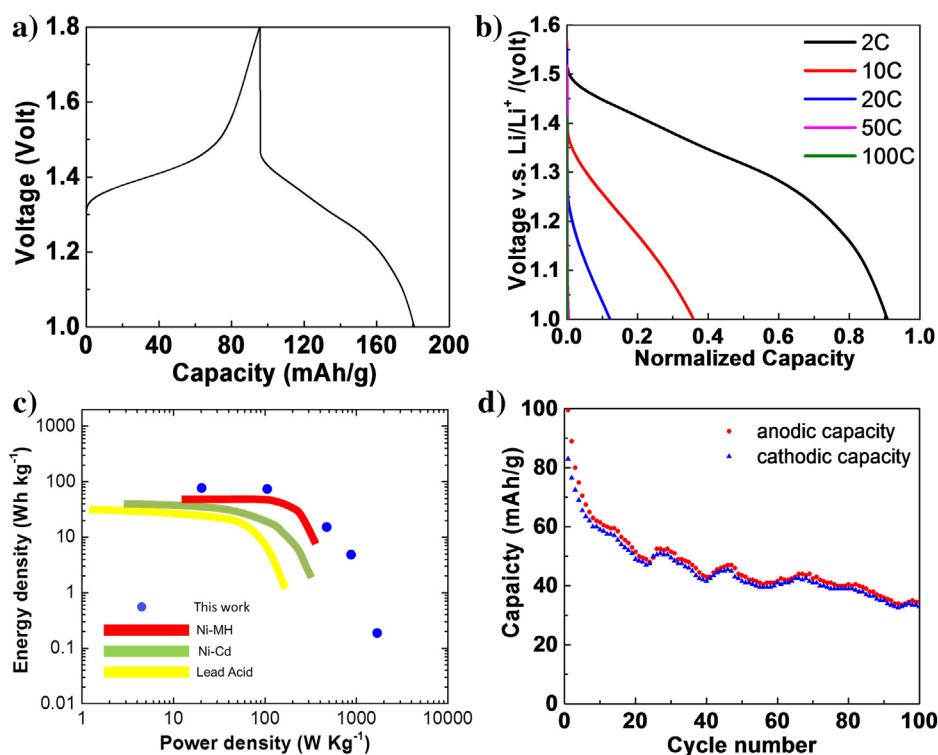 a)
1.8
1.6
1.4
1.2
1.0
Voltage (Volt)
0 40 80 120 160 200
Capacity (mAh/g)
b)
1.6
1.5
1.4
1.3
1.2
1.1
1.0
Voltage v.s. Li/Li⁺ /(volt)
2C
10C
20C
50C
100C
0.0 0.2 0.4 0.6 0.8 1.0
Normalized Capacity
c)
1000
100
10
1
0.1
0.01
Energy density (Wh kg⁻¹)
This work
Ni-MH
Ni-Cd
Lead Acid
1 10 100 1000 10000
Power density (W Kg⁻¹)
d)
100
80
60
40
20
0
Capaicty (mAh/g)
anodic capacity
cathodic capacity
0 20 40 60 80 100
Cycle number